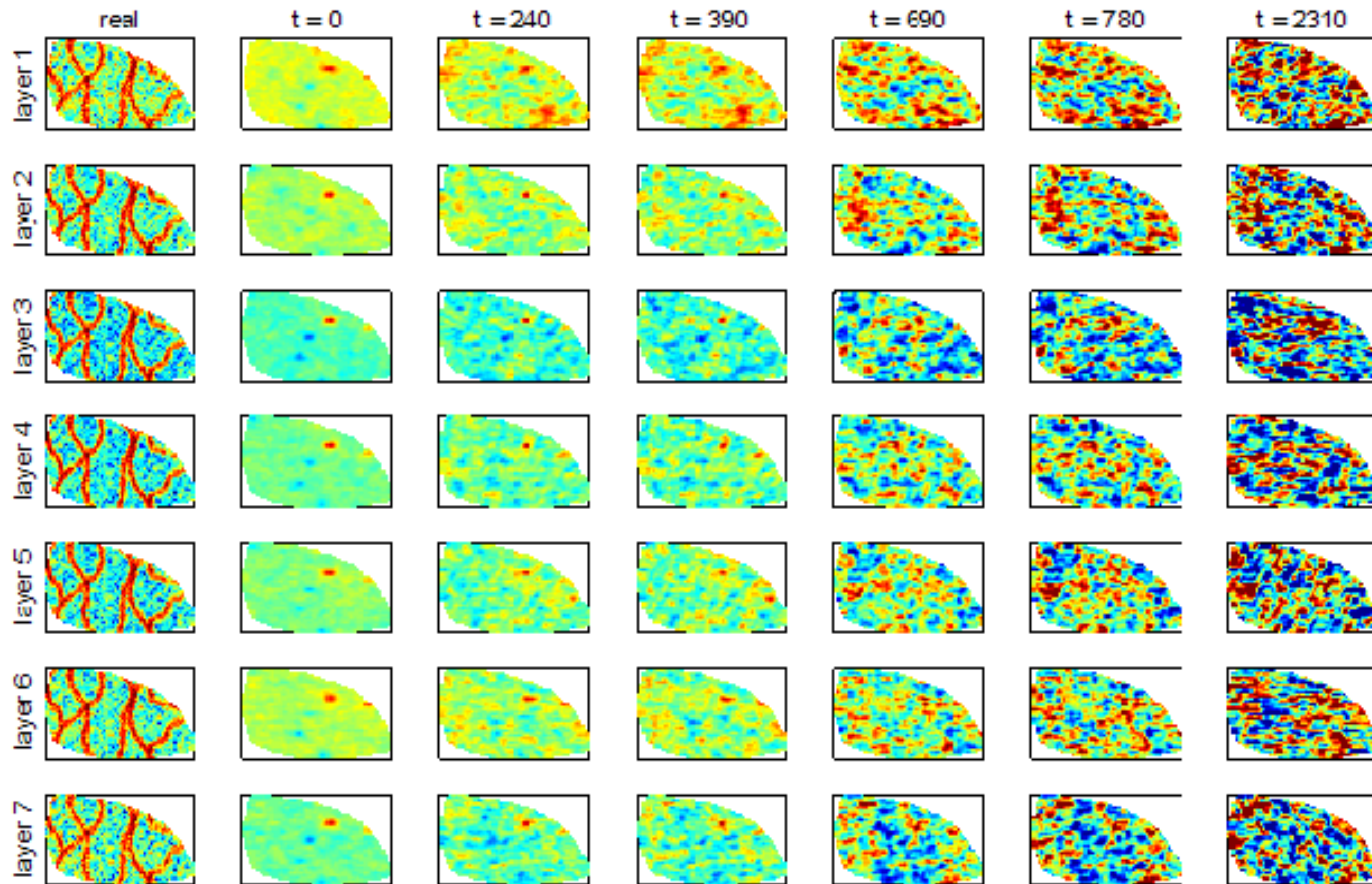 real t = 0 t = 240 t = 390 t = 690 t = 780 t = 2310
layer 1
layer 2
layer 3
layer 4
layer 5
layer 6
layer 7